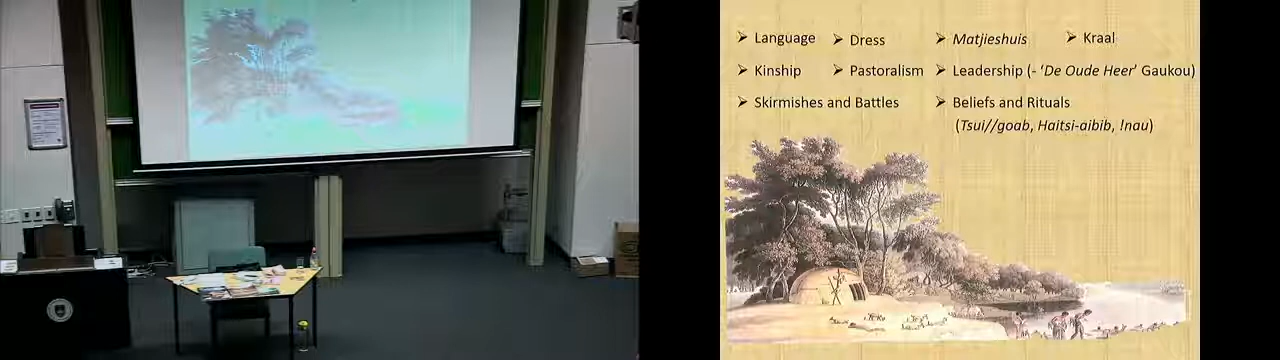 ➢ Language ➢ Dress ➢ Matjieshuis ➢ Kraal
➢ Kinship ➢ Pastoralism ➢ Leadership (- ‘De Oude Heer’ Gaukou)
➢ Skirmishes and Battles ➢ Beliefs and Rituals
(Tsui//goab, Haitsi-aibib, !nau)